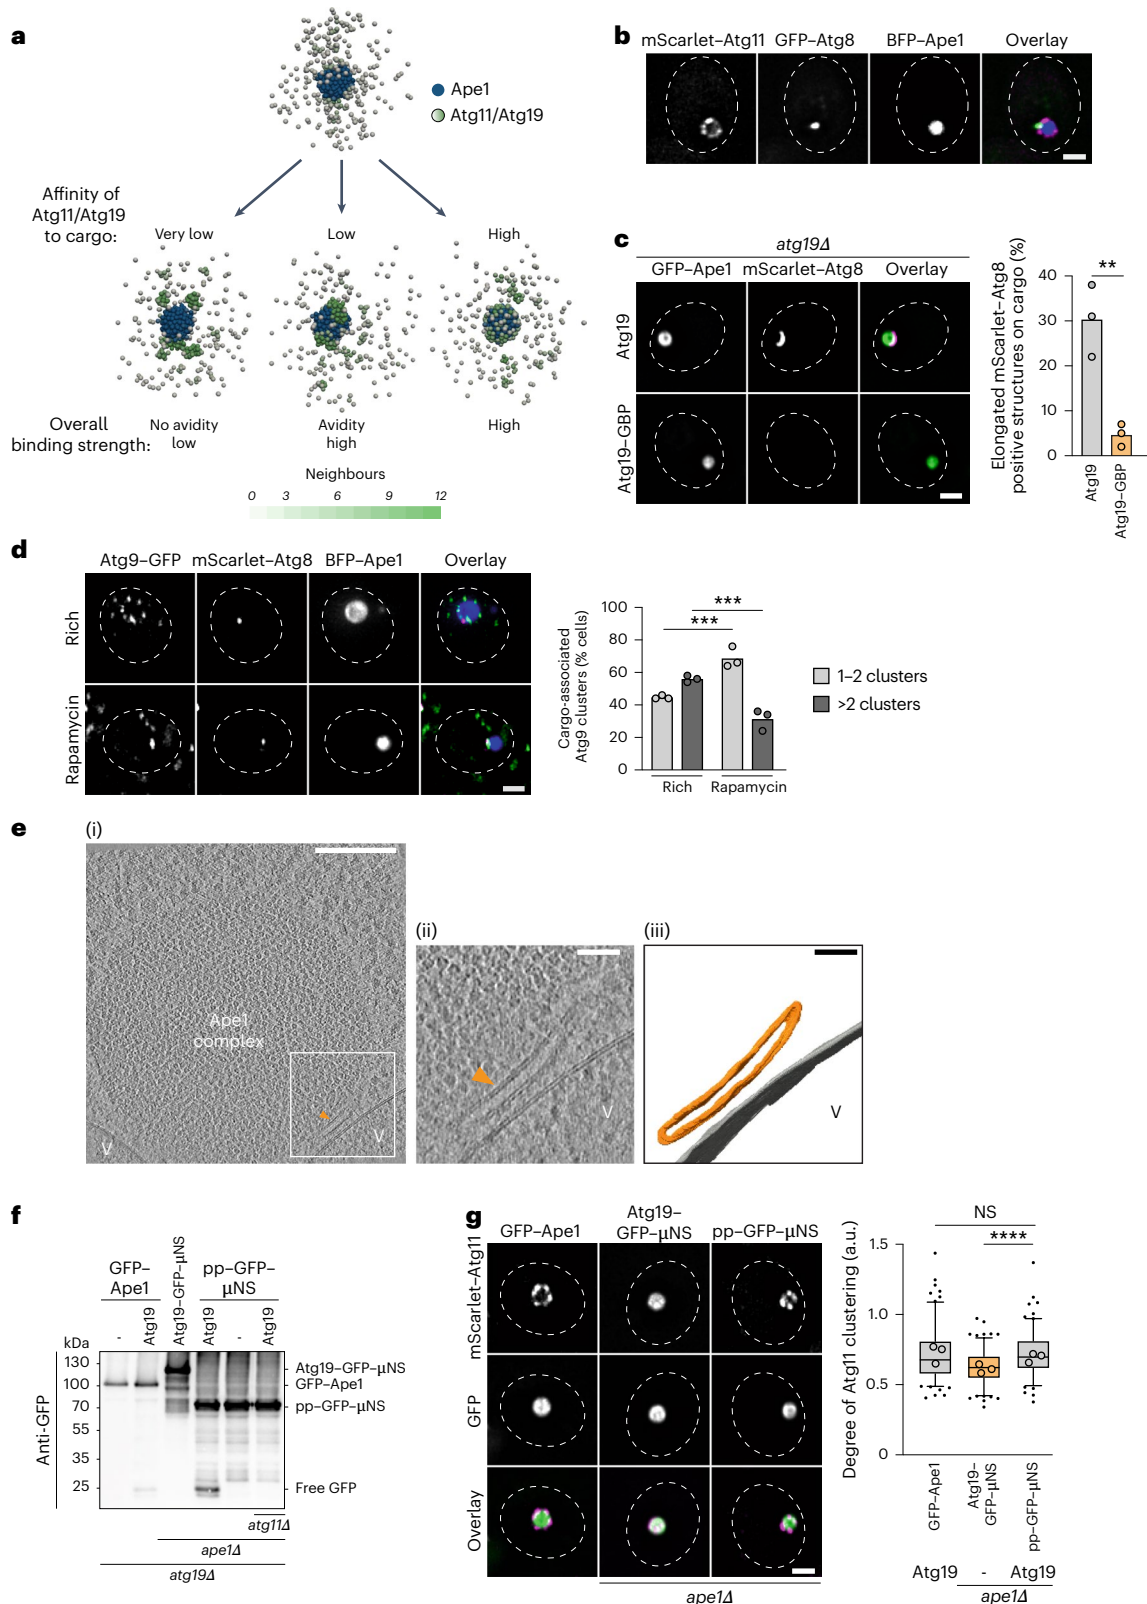 a
Ape1
Atg11/Atg19
Affinity of
Atg11/Atg19
to cargo:
Very low
Low
High
Overall
binding strength:
No avidity
low
Avidity
high
High
Neighbours
0 3 6 9 12
b
mScarlet–Atg11 GFP–Atg8 BFP–Ape1 Overlay
c
atg19Δ
GFP–Ape1 mScarlet–Atg8 Overlay
Atg19
Atg19–GBP
Elongated mScarlet–Atg8
positive structures on cargo (%)
40
30
20
10
0
**
Atg19
Atg19–GBP
d
Atg9–GFP mScarlet–Atg8 BFP–Ape1 Overlay
Rich
Rapamycin
Cargo-associated
Atg9 clusters (% cells)
100
80
60
40
20
0
***
***
Rich Rapamycin
1–2 clusters
>2 clusters
e
(i)
Ape1
complex
V
V
(ii)
V
(iii)
V
f
GFP–
Ape1
Atg19–GFP–μNS
pp–GFP–
μNS
- Atg19 Atg19 - Atg19
kDa
130
100
70
55
35
25
Anti-GFP
Atg19–GFP–μNS
GFP–Ape1
pp–GFP–μNS
Free GFP
atg11Δ
ape1Δ
atg19Δ
g
GFP–Ape1
Atg19–
GFP–μNS
pp–GFP–μNS
mScarlet–Atg11
GFP
Overlay
ape1Δ
Degree of Atg11 clustering (a.u.)
1.5
1.0
0.5
0
NS
****
GFP–Ape1
Atg19–
GFP–μNS
pp–GFP–μNS
Atg19 - Atg19
ape1Δ